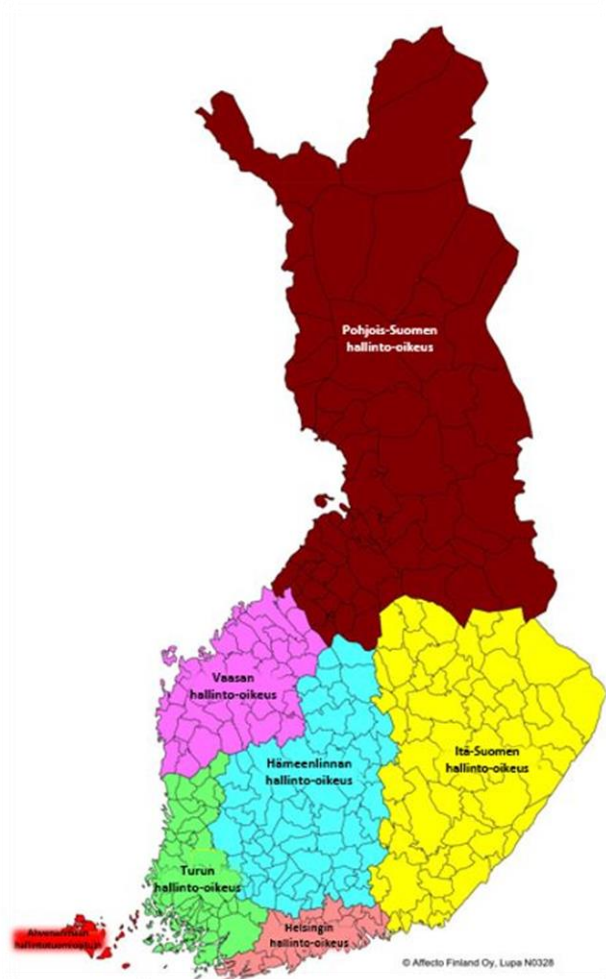 Pohjois-Suomen
hallinto-oikeus
Vaasan
hallinto-oikeus
Hämeenlinnan
hallinto-oikeus
Itä-Suomen
hallinto-oikeus
Turun
hallinto-oikeus
Helsingin
hallinto-oikeus
© Affecto Finland Oy, Lupa N0328